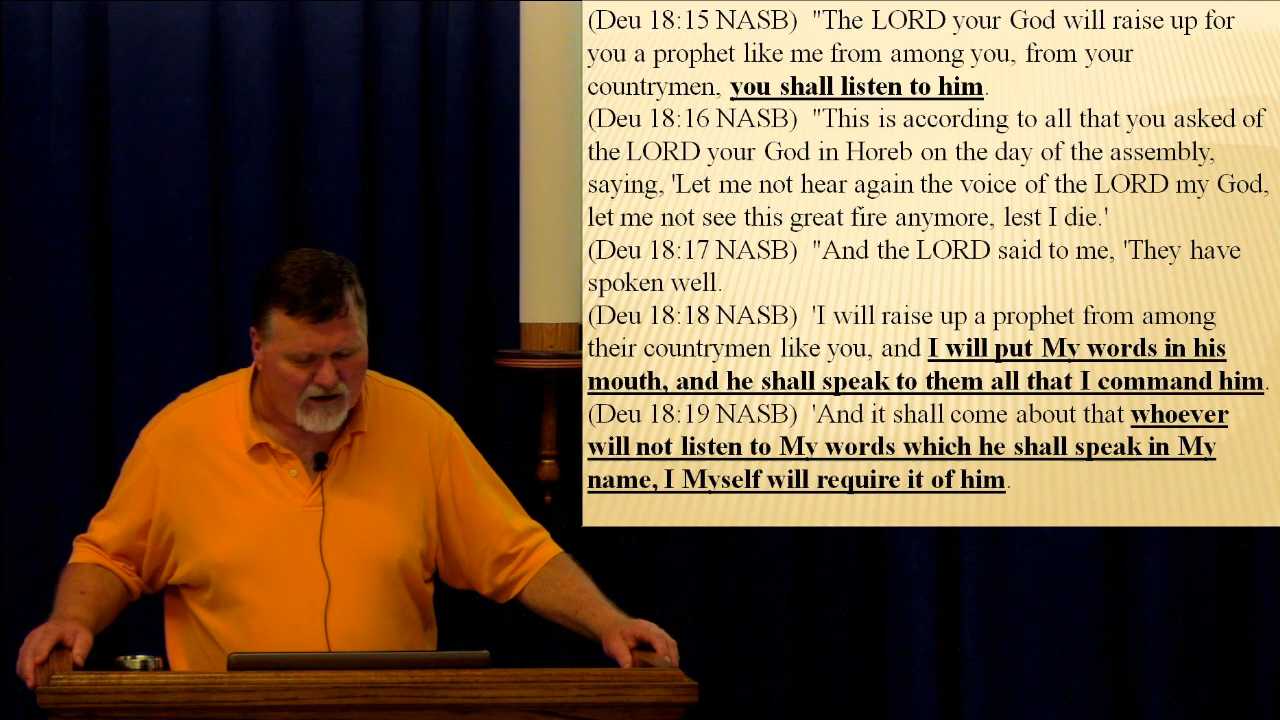 (Deu 18:15 NASB)  "The LORD your God will raise up for
you a prophet like me from among you, from your
countrymen, you shall listen to him.
(Deu 18:16 NASB)  "This is according to all that you asked of
the LORD your God in Horeb on the day of the assembly,
saying, 'Let me not hear again the voice of the LORD my God,
let me not see this great fire anymore, lest I die.'
(Deu 18:17 NASB)  "And the LORD said to me, 'They have
spoken well.
(Deu 18:18 NASB)  'I will raise up a prophet from among
their countrymen like you, and I will put My words in his
mouth, and he shall speak to them all that I command him.
(Deu 18:19 NASB)  'And it shall come about that whoever
will not listen to My words which he shall speak in My
name, I Myself will require it of him.